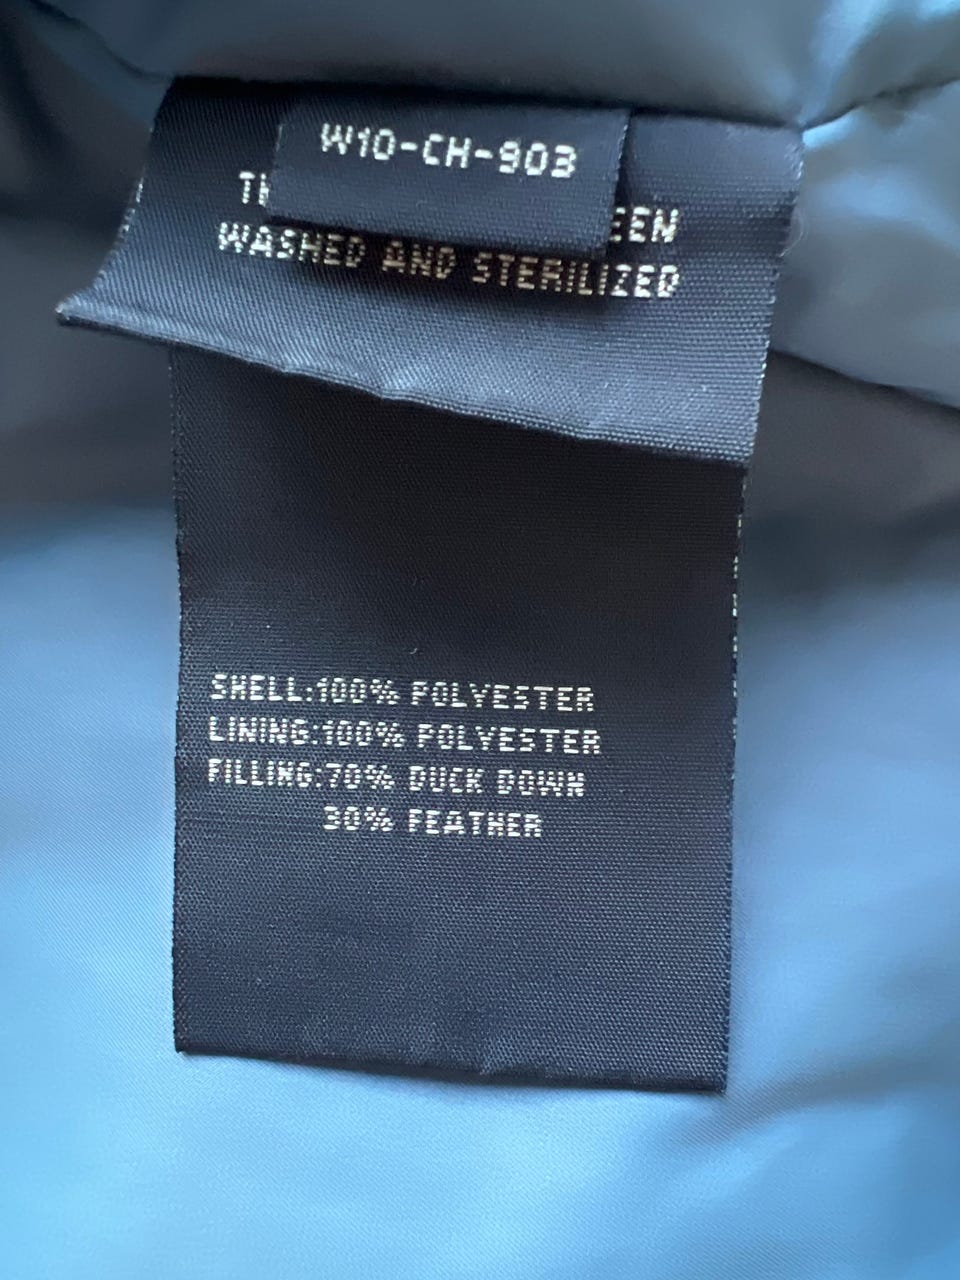 W10-CH-903
WASHED AND STERILIZED
SHELL:100% POLYESTER
LINING:100% POLYESTER
FILLING:70% DUCK DOWN
30% FEATHER